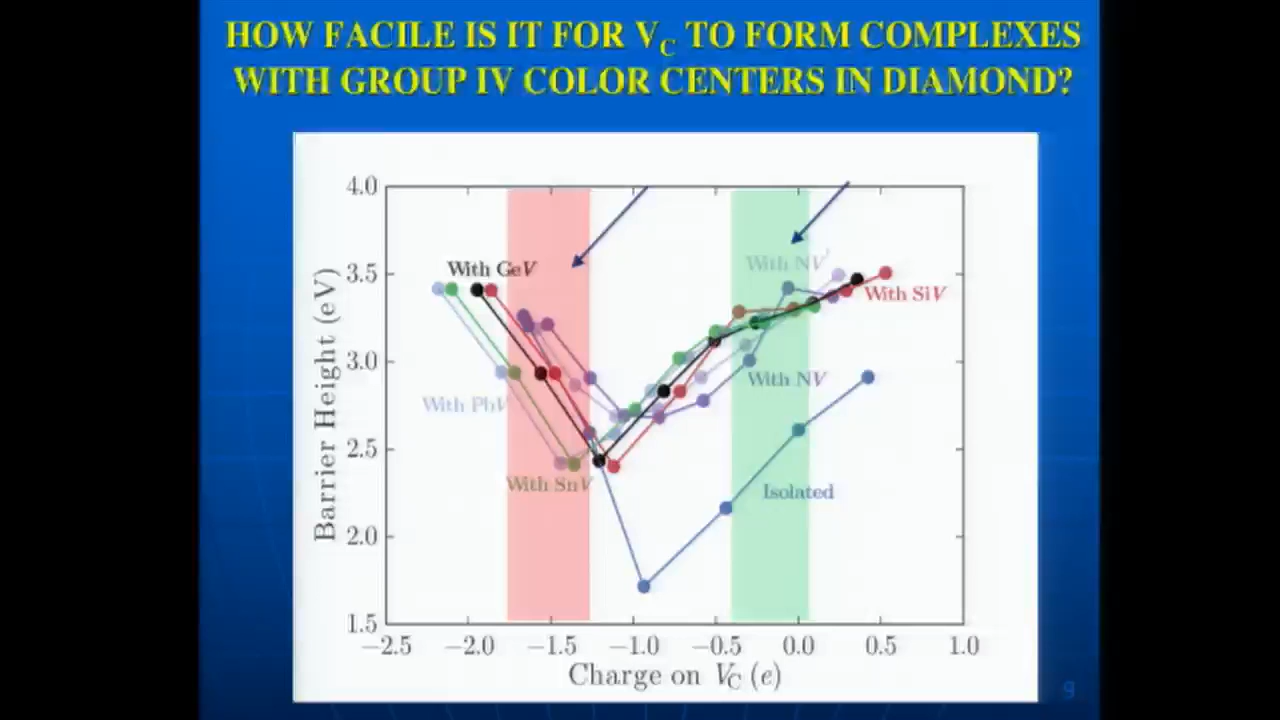 HOW FACILE IS IT FOR VC TO FORM COMPLEXES
WITH GROUP IV COLOR CENTERS IN DIAMOND?
4.0
3.5
3.0
2.5
2.0
1.5
Barrier Height (eV)
With GeV
With NV'
With SiV
With PbV
With NV
With SnV
Isolated
−2.5 −2.0 −1.5 −1.0 −0.5 0.0 0.5 1.0
Charge on VC (e)
9